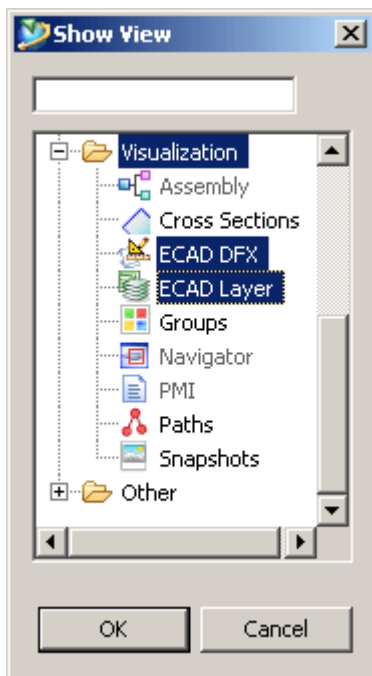 Show View
Visualization
Assembly
Cross Sections
ECAD DFX
ECAD Layer
Groups
Navigator
PMI
Paths
Snapshots
Other
OK
Cancel